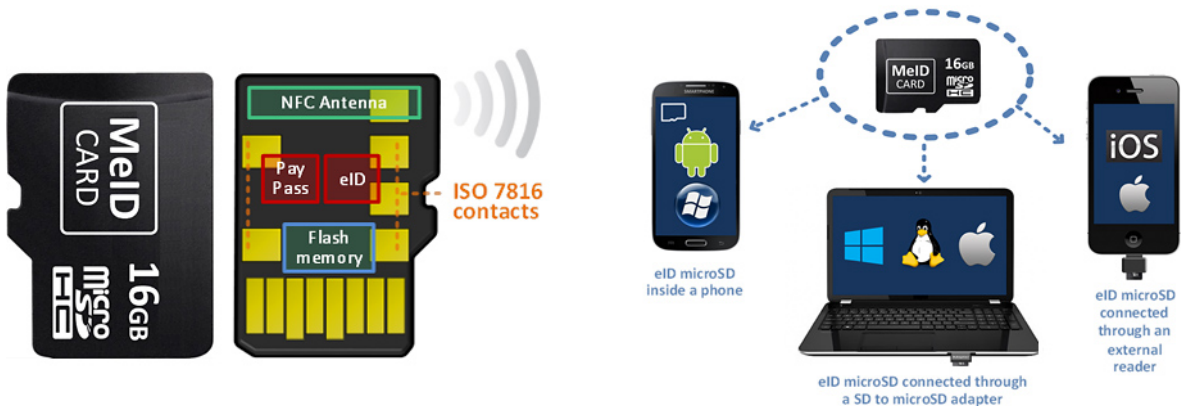 MeID
CARD
16GB
micro
SD
HC
NFC Antenna
Pay
Pass
eID
ISO 7816
contacts
Flash
memory
MeID
CARD
16GB
micro
SD
HC
SMARTPHONE
iOS
eID microSD
inside a phone
eID microSD
connected
through an
external
reader
eID microSD connected through
a SD to microSD adapter